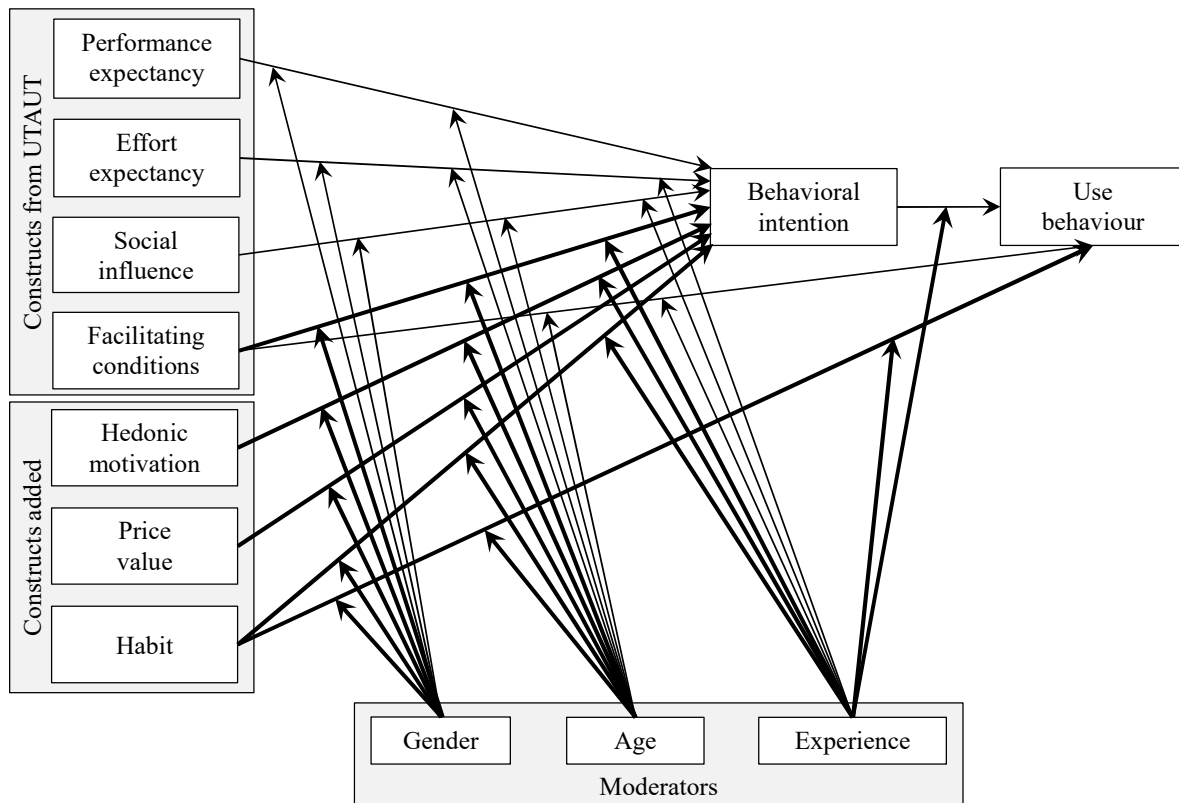 Constructs from UTAUT
Performance
expectancy
Effort
expectancy
Social
influence
Facilitating
conditions
Constructs added
Hedonic
motivation
Price
value
Habit
Behavioral
intention
Use
behaviour
Gender
Age
Experience
Moderators